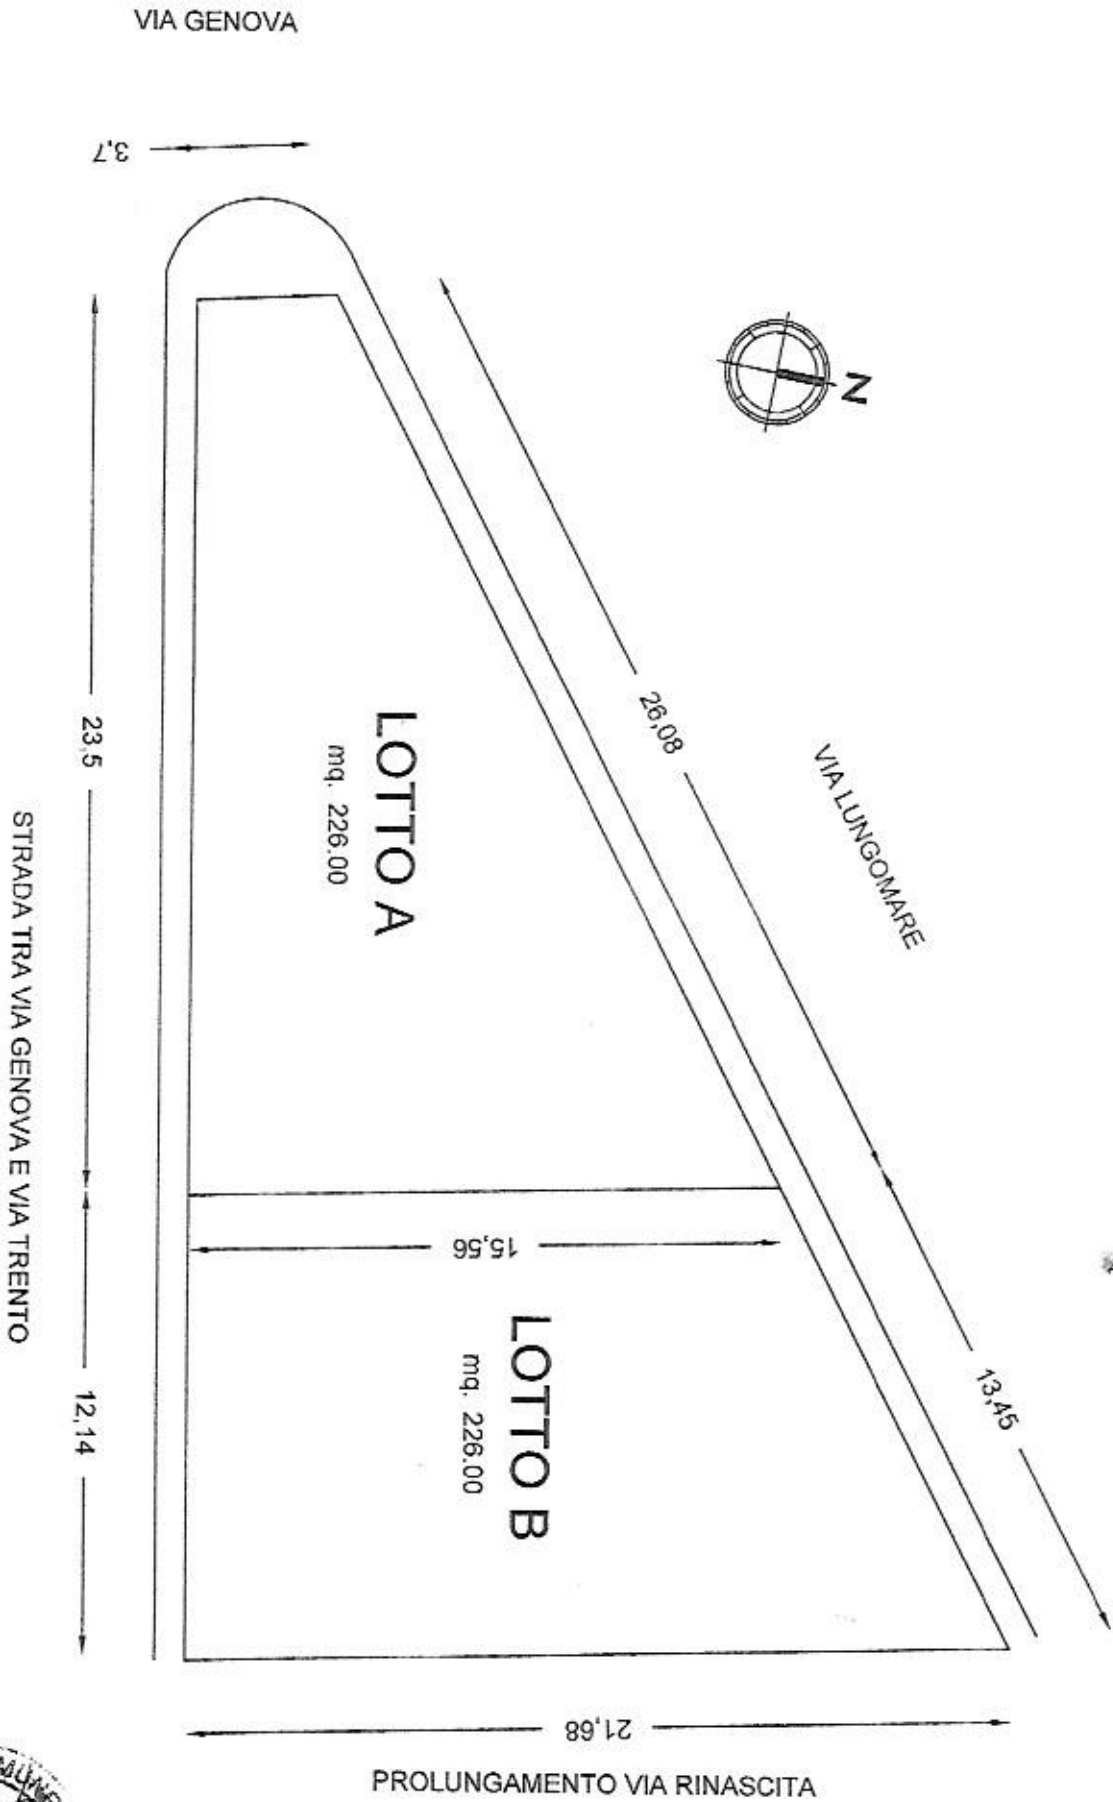 VIA GENOVA
3,7
N
26,08
VIA LUNGOMARE
23,5
LOTTO A
mq. 226.00
STRADA TRA VIA GENOVA E VIA TRENTO
15,56
LOTTO B
mq. 226.00
13,45
12,14
21,68
PROLUNGAMENTO VIA RINASCITA